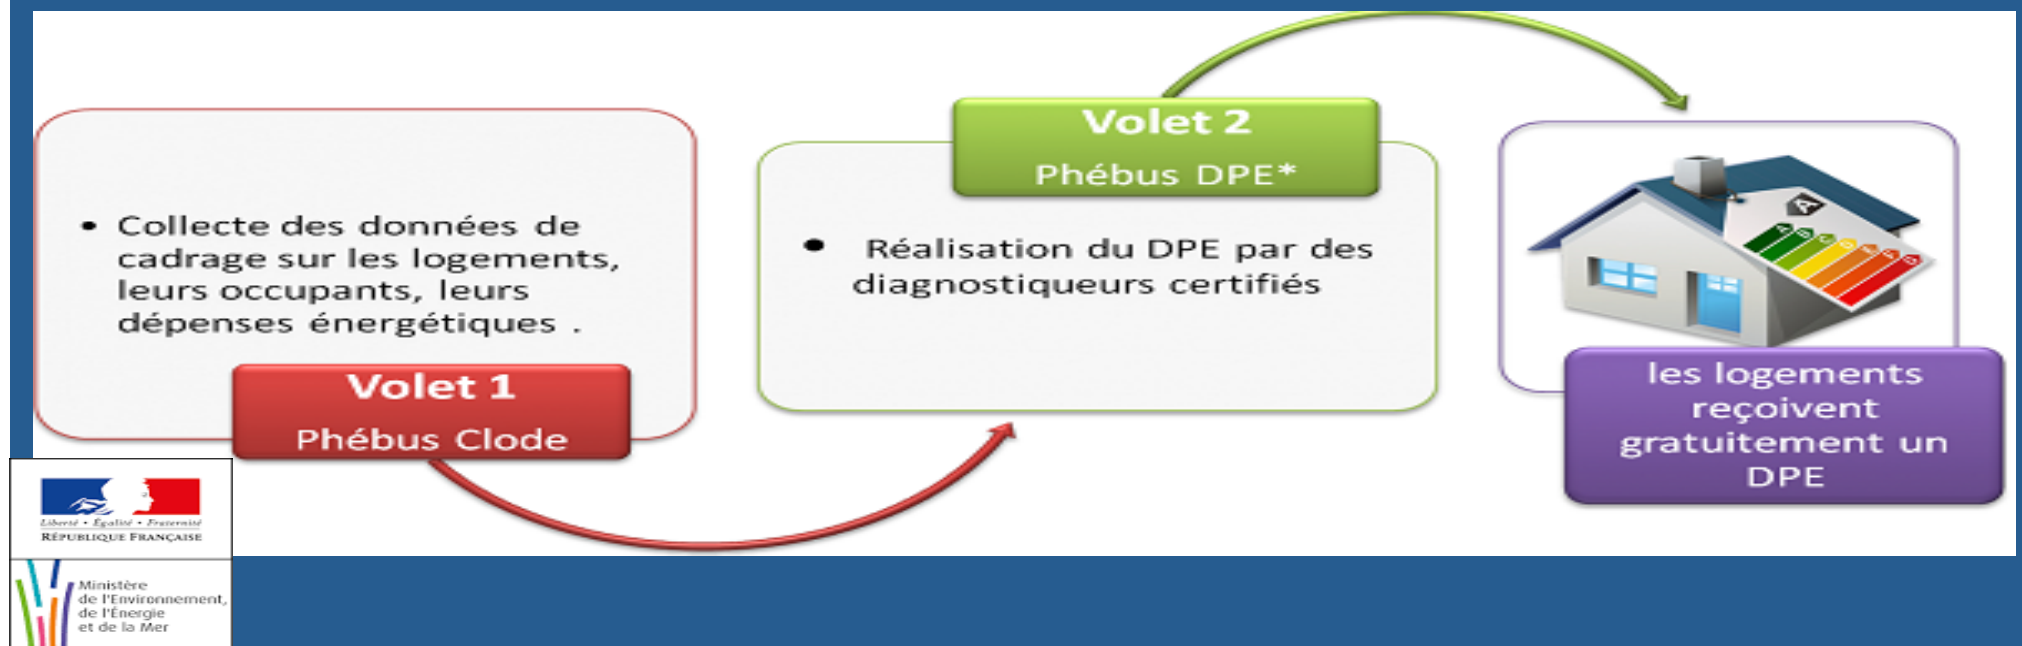 • Collecte des données de
cadrage sur les logements,
leurs occupants, leurs
dépenses énergétiques .
Volet 1
Phébus Clode
Volet 2
Phébus DPE*
• Réalisation du DPE par des
diagnostiqueurs certifiés
A
les logements
reçoivent
gratuitement un
DPE
Liberté • Égalité • Fraternité
RÉPUBLIQUE FRANÇAISE
Ministère
de l'Environnement,
de l'Énergie
et de la Mer